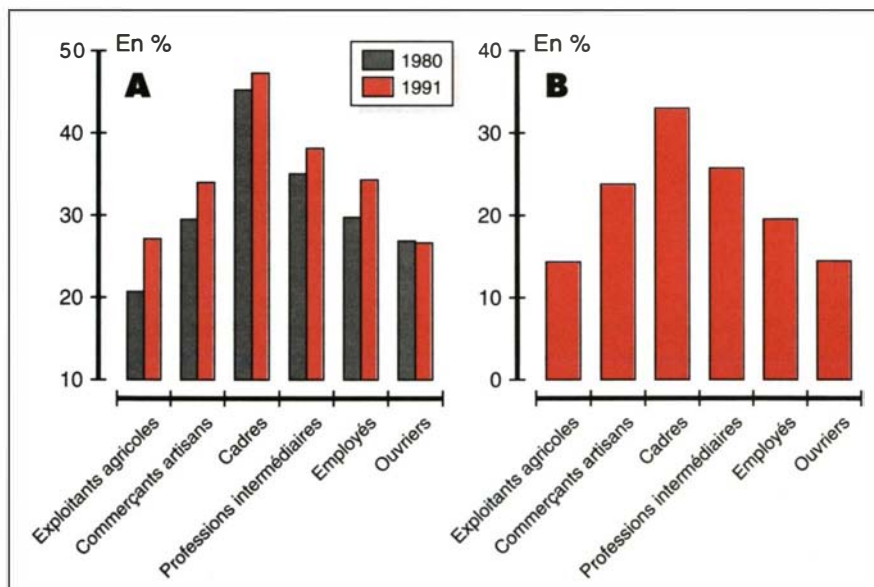 En %
A
50
40
30
20
10
1980
1991
Exploitants agricoles
Commerçants artisans
Cadres
Professions intermédiaires
Employés
Ouvriers
En %
B
40
30
20
10
0
Exploitants agricoles
Commerçants artisans
Cadres
Professions intermédiaires
Employés
Ouvriers